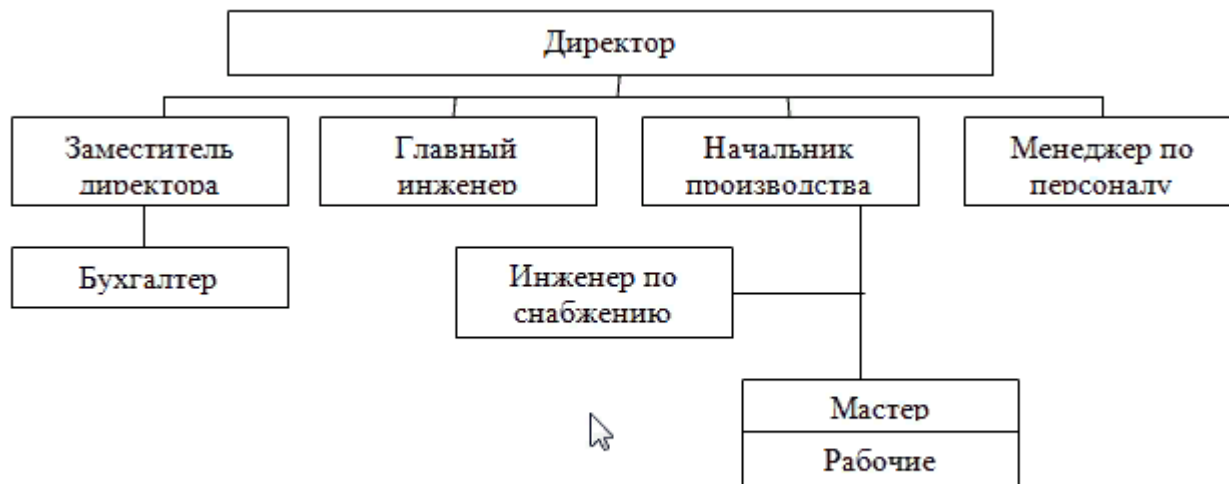 Директор
Заместитель
директора
Главный
инженер
Начальник
производства
Менеджер по
персоналу
Бухгалтер
Инженер по
снабжению
Мастер
Рабочие